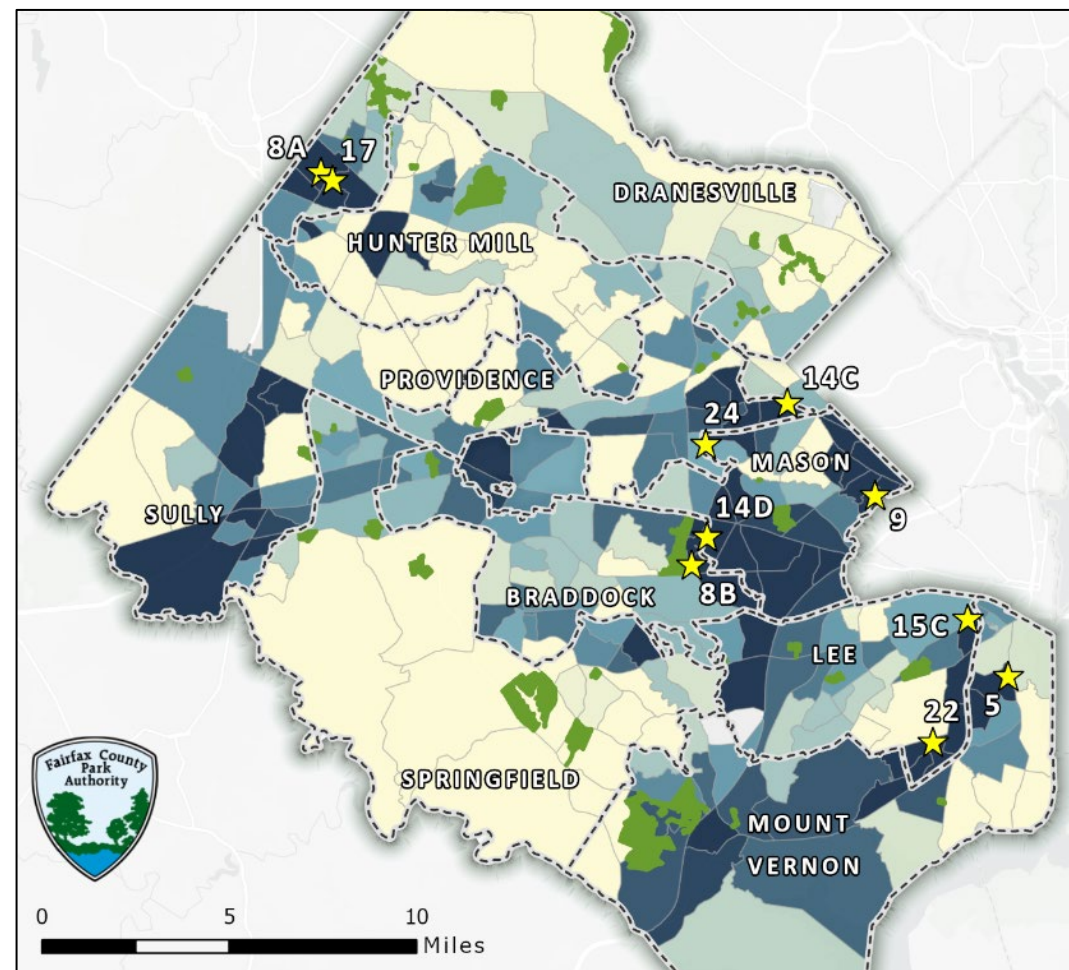 8A 17
DRANESVILLE
HUNTER MILL
PROVIDENCE
14C
24
MASON
SULLY
14D
9
BRADDOCK
8B
15C
LEE
5
22
Fairfax County
Park
Authority
SPRINGFIELD
MOUNT
VERNON
0 5 10
Miles